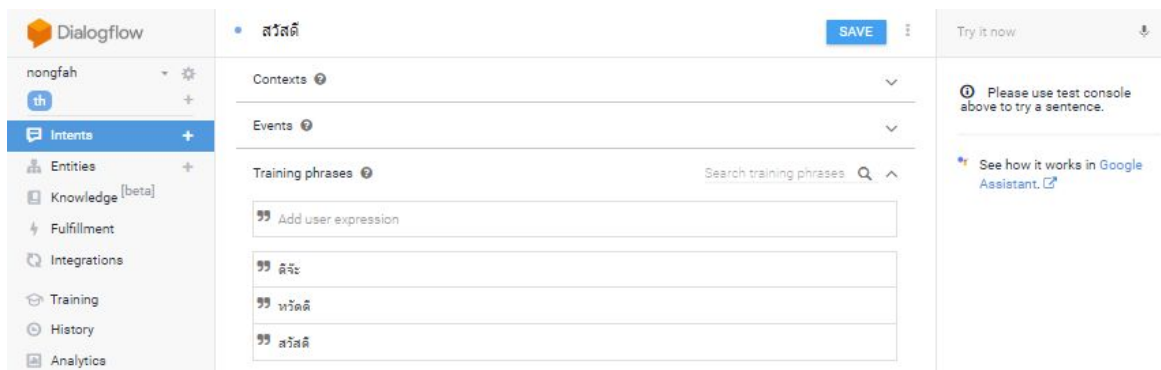 Dialogflow
nongfah
th
Intents
Entities
Knowledge [beta]
Fulfillment
Integrations
Training
History
Analytics
สวัสดี
SAVE
Contexts
Events
Training phrases
Search training phrases
Add user expression
ดีจ้ะ
หวัดดี
สวัสดี
Try it now
Please use test console
above to try a sentence.
See how it works in Google
Assistant.